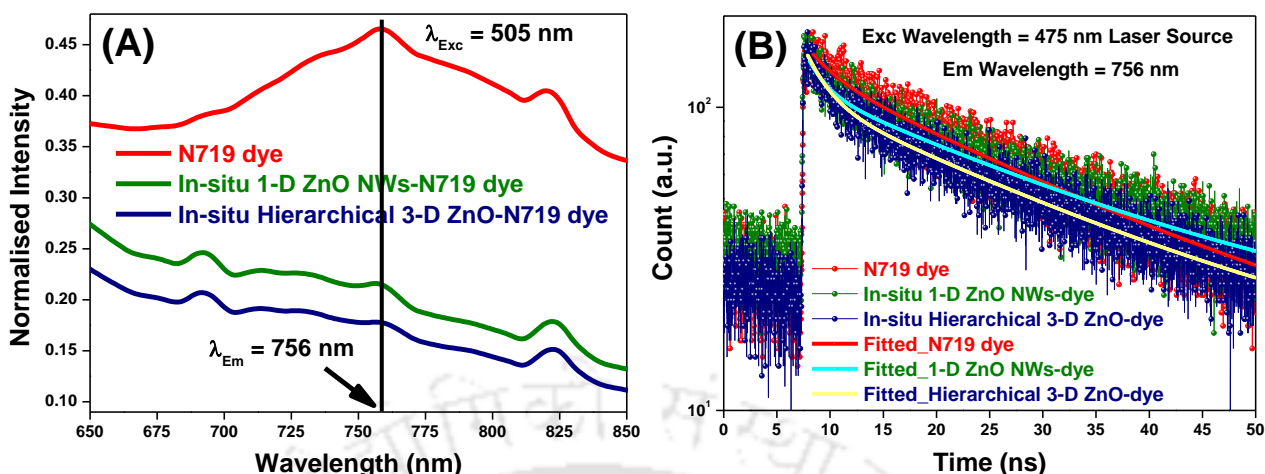 (A)
λExc = 505 nm
N719 dye
In-situ 1-D ZnO NWs-N719 dye
In-situ Hierarchical 3-D ZnO-N719 dye
λEm = 756 nm
Normalised Intensity
0.45
0.40
0.35
0.30
0.25
0.20
0.15
0.10
650 675 700 725 750 775 800 825 850
Wavelength (nm)
(B)
Exc Wavelength = 475 nm Laser Source
Em Wavelength = 756 nm
N719 dye
In-situ 1-D ZnO NWs-dye
In-situ Hierarchical 3-D ZnO-dye
Fitted_N719 dye
Fitted_1-D ZnO NWs-dye
Fitted_Hierarchical 3-D ZnO-dye
Count (a.u.)
10²
10¹
0 5 10 15 20 25 30 35 40 45 50
Time (ns)